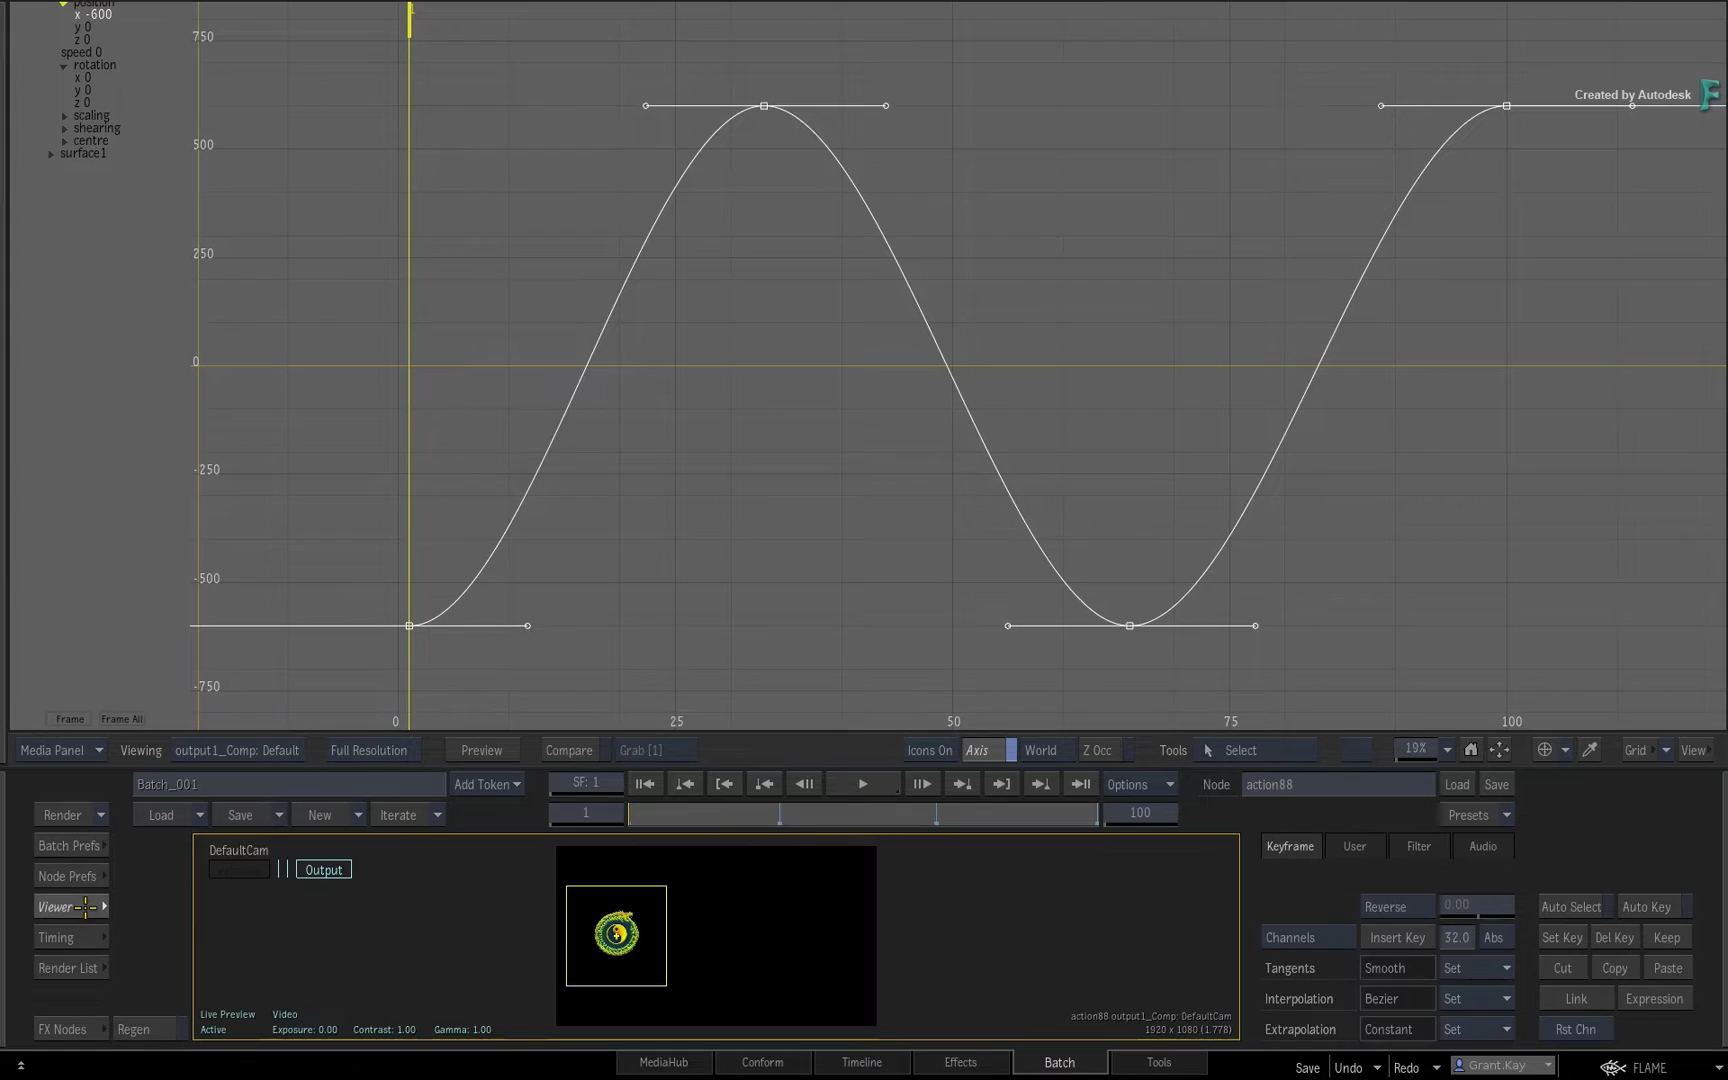 position
x -600
y 0
z 0
speed 0
rotation
x 0
y 0
z 0
scaling
shearing
centre
surface1
750
500
250
0
-250
-500
-750
1
0
25
50
75
100
Created by Autodesk
Frame
Frame All
Media Panel
Viewing
output1_Comp: Default
Full Resolution
Preview
Compare
Grab [1]
Icons On
Axis
World
Z Occ
Tools
Select
19%
Grid
View
Batch_001
Add Token
SF: 1
Options
Node
action88
Load
Save
Render
Load
Save
New
Iterate
1
100
Presets
Batch Prefs
Node Prefs
Viewer
Timing
Render List
FX Nodes
Regen
DefaultCam
Output
Live Preview
Video
Active
Exposure: 0.00
Contrast: 1.00
Gamma: 1.00
action88 output1_Comp: DefaultCam
1920 x 1080 (1.778)
Keyframe
User
Filter
Audio
Reverse
0.00
Auto Select
Auto Key
Channels
Insert Key
32.0
Abs
Set Key
Del Key
Keep
Tangents
Smooth
Set
Cut
Copy
Paste
Interpolation
Bezier
Set
Link
Expression
Extrapolation
Constant
Set
Rst Chn
MediaHub
Conform
Timeline
Effects
Batch
Tools
Save
Undo
Redo
Grant.Kay
FLAME